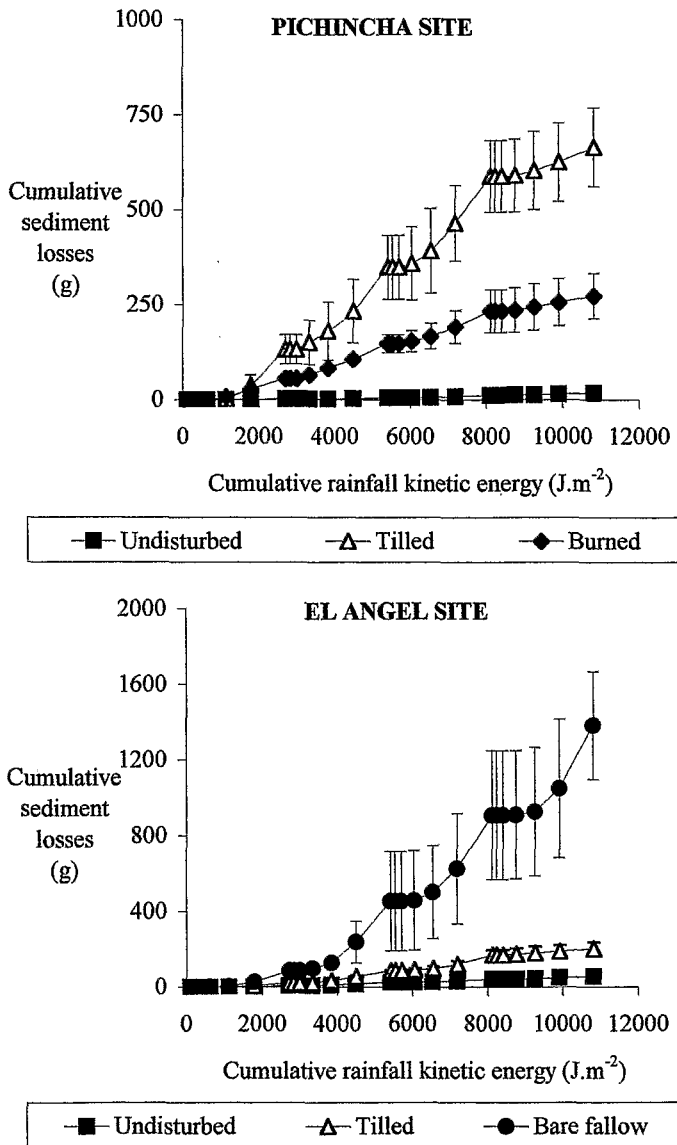 PICHINCHA SITE
1000
750
500
250
0
Cumulative
sediment
losses
(g)
0 2000 4000 6000 8000 10000 12000
Cumulative rainfall kinetic energy (J.m⁻²)
Undisturbed Tilled Burned
EL ANGEL SITE
2000
1600
1200
800
400
0
Cumulative
sediment
losses
(g)
0 2000 4000 6000 8000 10000 12000
Cumulative rainfall kinetic energy (J.m⁻²)
Undisturbed Tilled Bare fallow